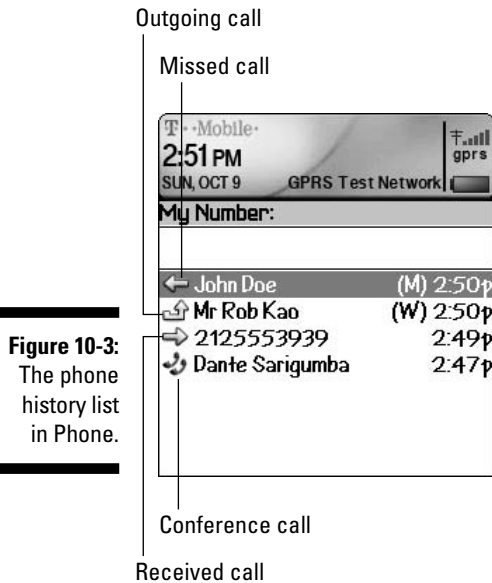 Outgoing call
Missed call
T··Mobile·
2:51 PM
gprs
SUN, OCT 9 GPRS Test Network
My Number:
John Doe (M) 2:50p
Mr Rob Kao (W) 2:50p
2125553939 2:49p
Dante Sarigumba 2:47p
Figure 10-3:
The phone
history list
in Phone.
Conference call
Received call